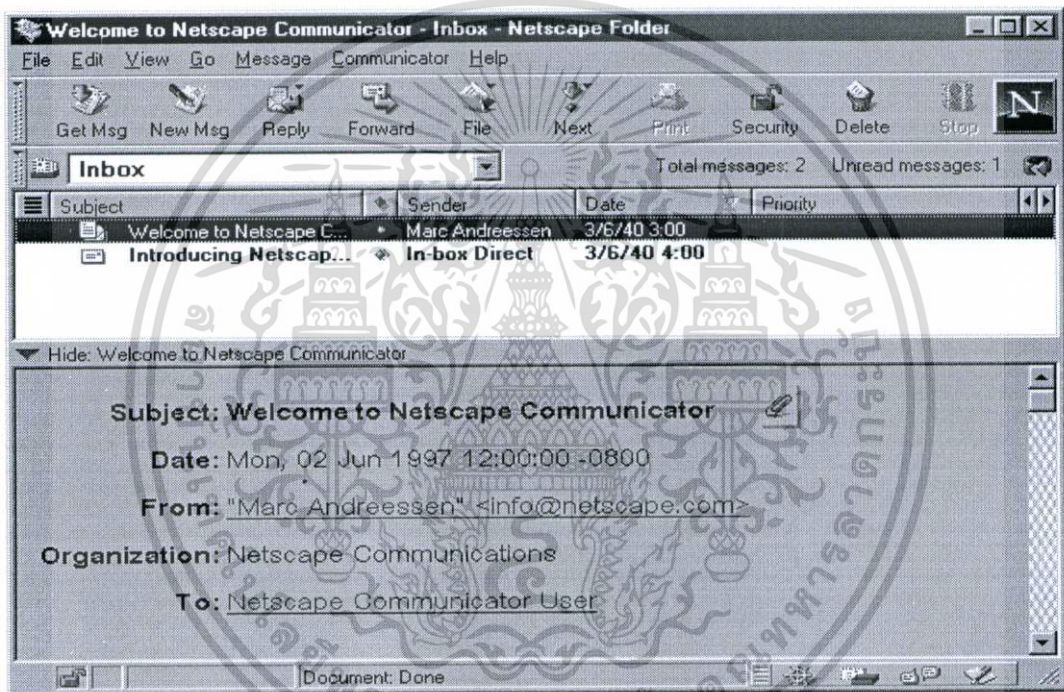 Welcome to Netscape Communicator - Inbox - Netscape Folder
File Edit View Go Message Communicator Help
Get Msg New Msg Reply Forward File Next Print Security Delete Stop N
Inbox Total messages: 2 Unread messages: 1
Subject Sender Date Priority
Welcome to Netscape C... Marc Andreessen 3/6/40 3:00
Introducing Netscap... In-box Direct 3/6/40 4:00
Hide: Welcome to Netscape Communicator
Subject: Welcome to Netscape Communicator
Date: Mon, 02 Jun 1997 12:00:00 -0800
From: "Marc Andreessen" <info@netscape.com>
Organization: Netscape Communications
To: Netscape Communicator User
Document: Done